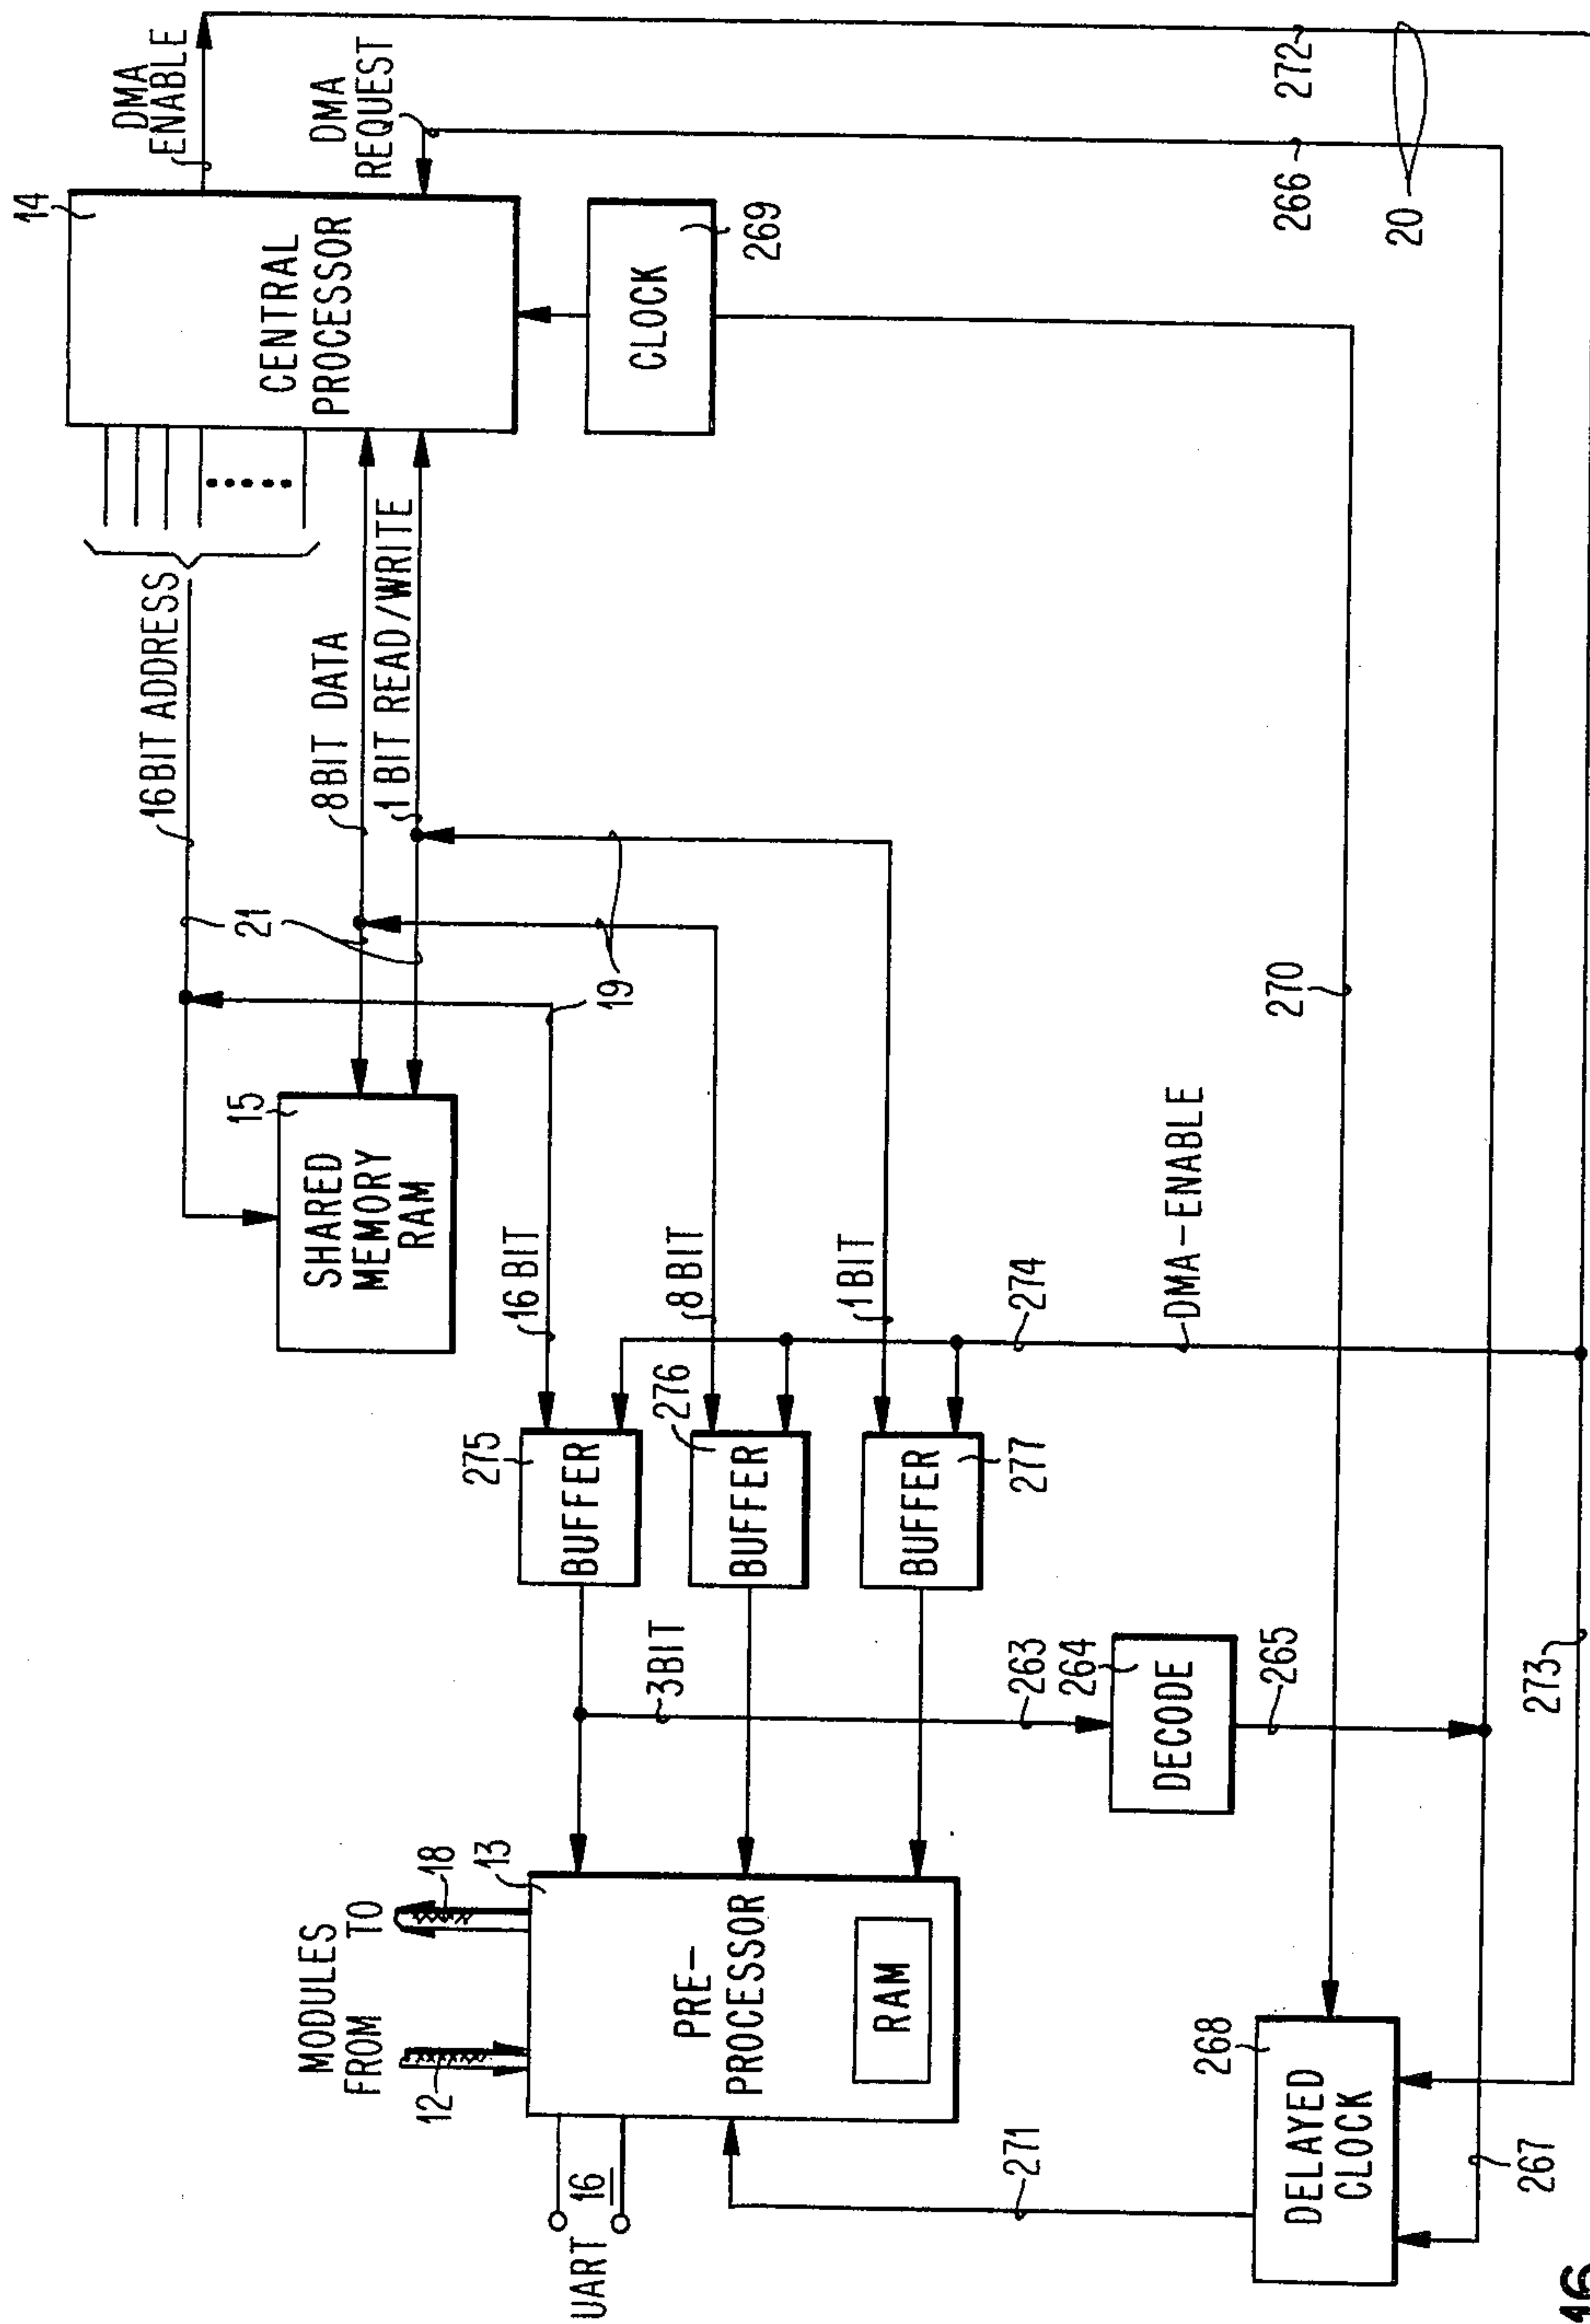 UART 16
MODULES
FROM TO
12
18
13
PRE-
PROCESSOR
RAM
271
DELAYED
CLOCK
268
267
273
3BIT
263
264
DECODE
265
275
BUFFER
276
BUFFER
277
BUFFER
16 BIT
8 BIT
1 BIT
274
DMA-ENABLE
15
SHARED
MEMORY
RAM
21
19
270
16 BIT ADDRESS
8 BIT DATA
1 BIT READ/WRITE
14
CENTRAL
PROCESSOR
CLOCK
269
DMA
ENABLE
DMA
REQUEST
266
272
20